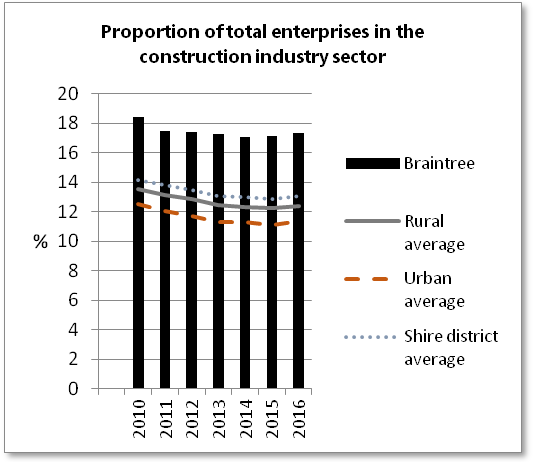 Proportion of total enterprises in the
construction industry sector
20
18
16
14
12
10
8
6
4
2
0
%
2010
2011
2012
2013
2014
2015
2016
Braintree
Rural
average
Urban
average
Shire district
average